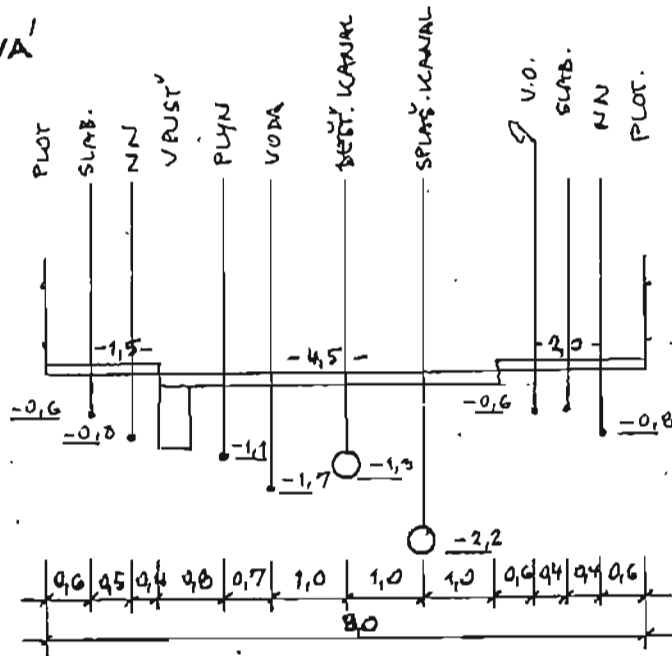 VÁ
PLOT
SLAB.
NN
VPUSŤ
PLYN
VODA
DEŠŤ. KANAL
SPLAŠ. KANAL
V.O.
SLAB.
NN
PLOT.
-1,5-
-4,5-
-2,0-
-0,6
-0,8
-1,1
-1,7
-1,3
-2,2
-0,6
-0,8
0,6 0,5 0,4 0,8 0,7 1,0 1,0 1,0 0,6 0,4 0,4 0,6
8,0